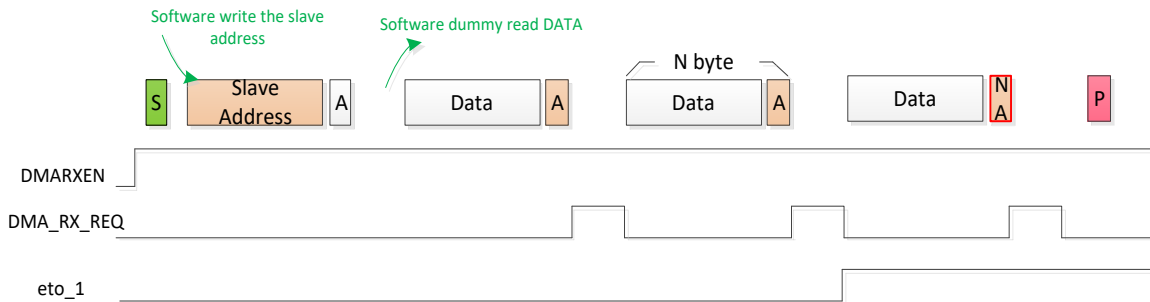 Software write the slave
address
Software dummy read DATA
N byte
S
Slave
Address
A
Data
A
Data
A
Data
N
A
P
DMARXEN
DMA_RX_REQ
eto_1